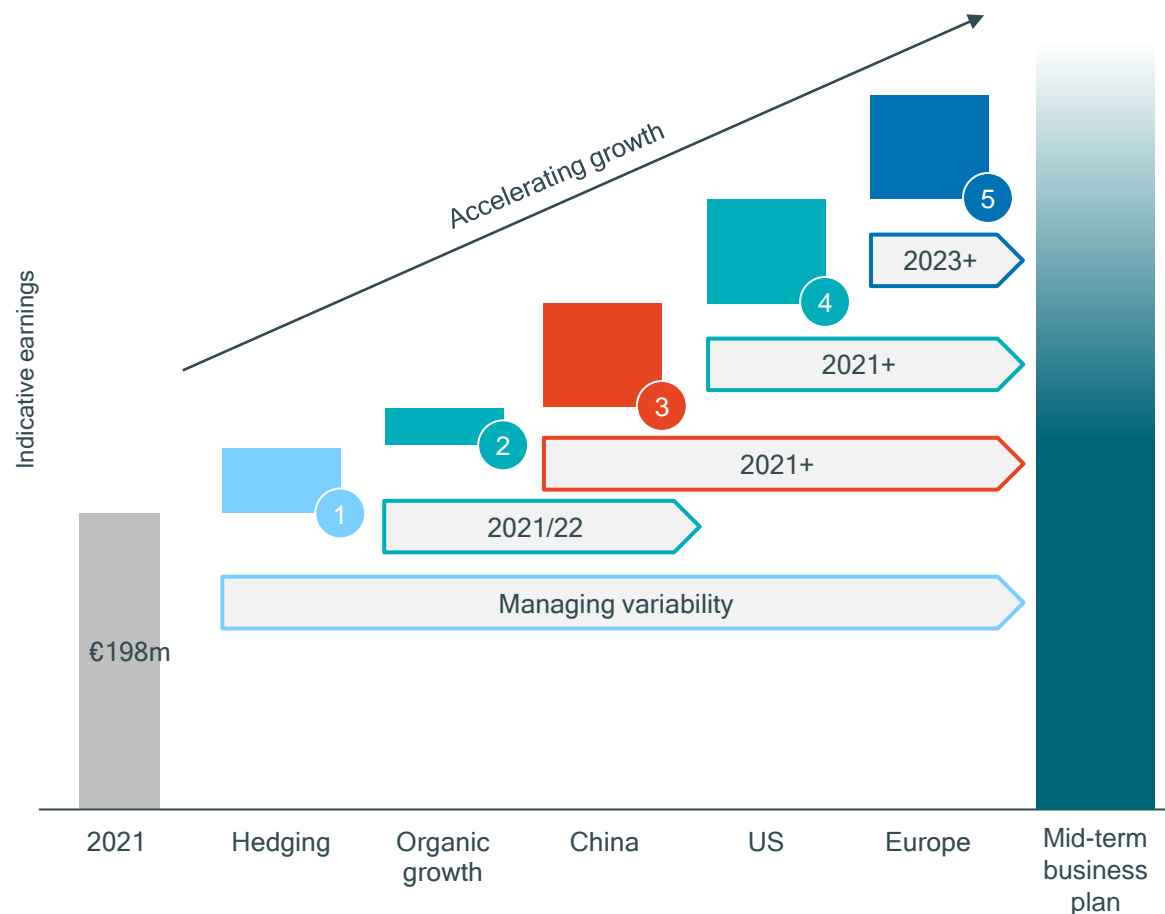 Accelerating growth
Indicative earnings
5
2023+
4
2021+
3
2021+
2
2021/22
1
Managing variability
€198m
2021
Hedging
Organic
growth
China
US
Europe
Mid-term
business
plan